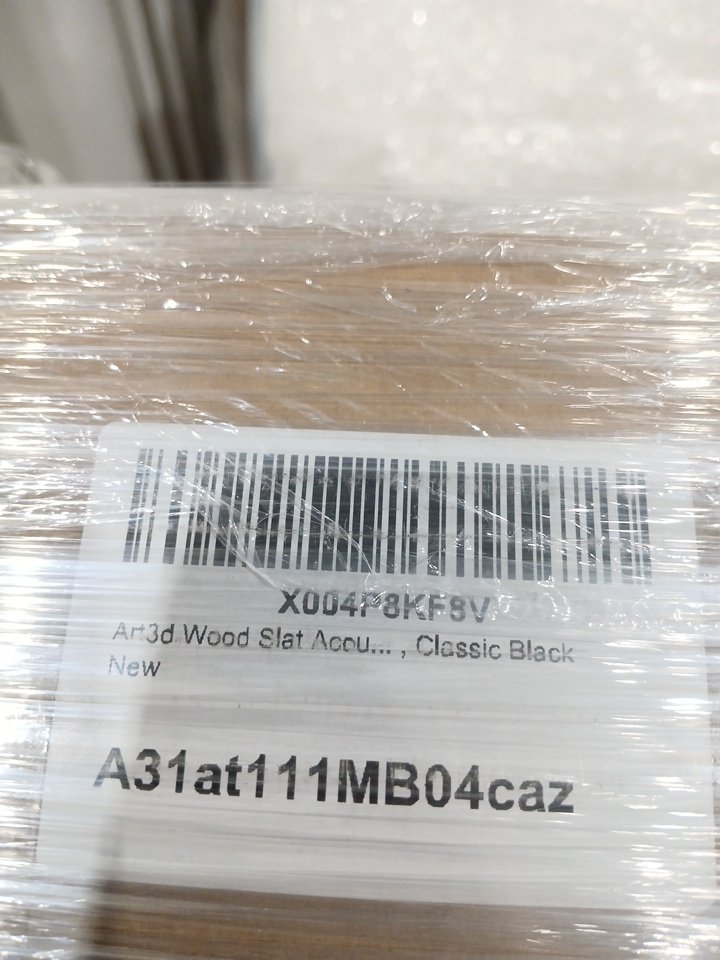 X004P8KF8V
Art3d Wood Slat Acou... , Classic Black
New
A31at111MB04caz